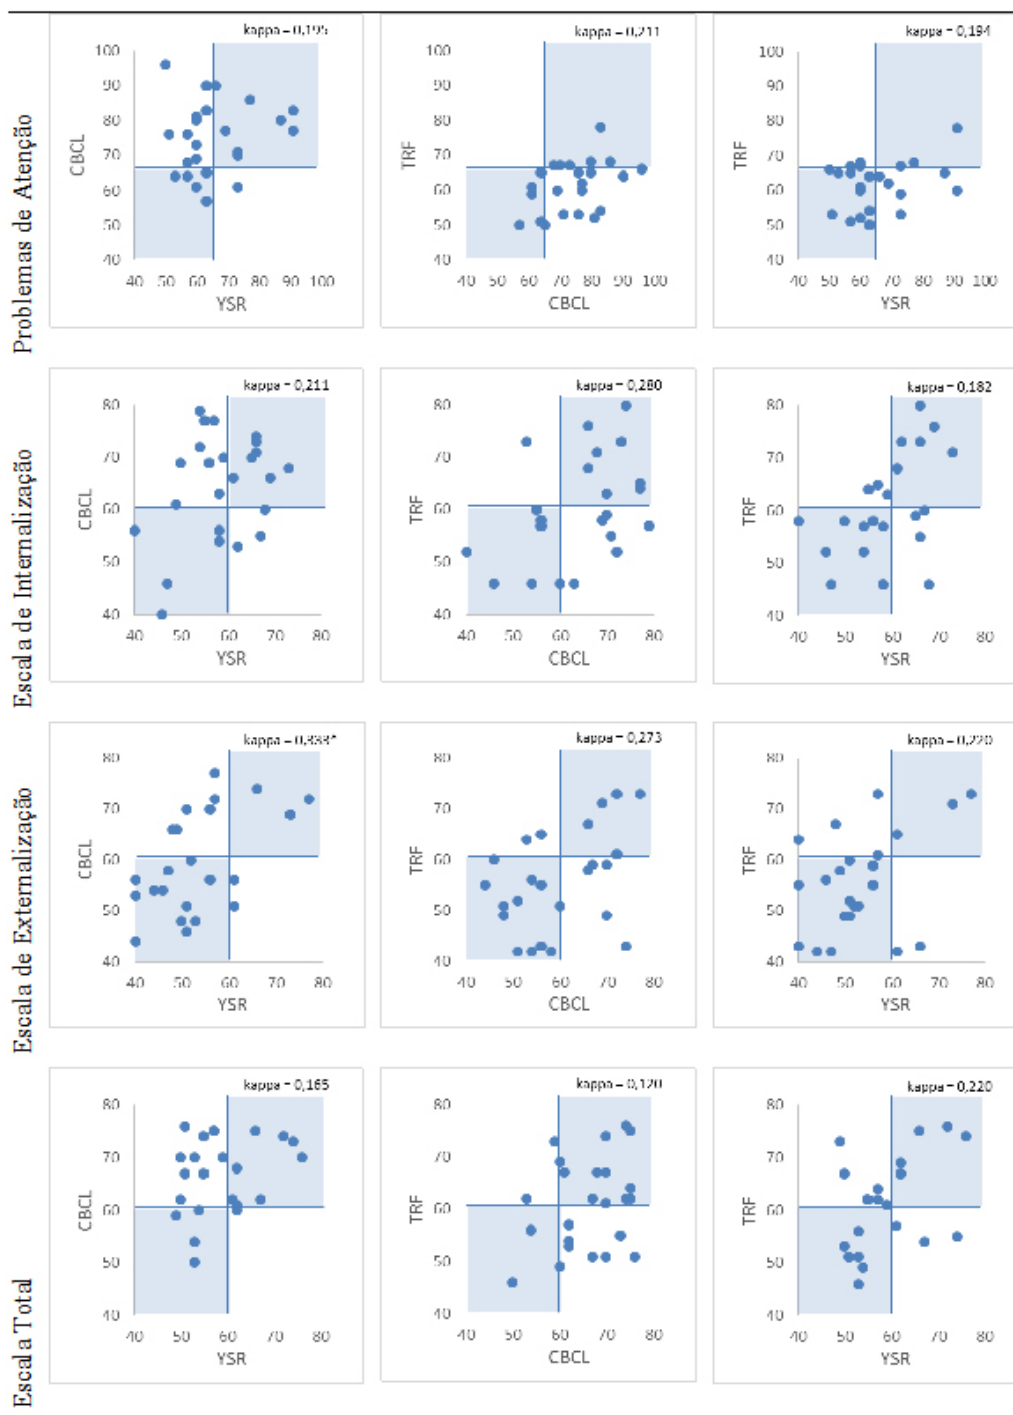 Problemas de Atenção
kappa = 0,195
100
90
80
70
60
50
40
CBCL
40 50 60 70 80 90 100
YSR
kappa = 0,211
100
90
80
70
60
50
40
TRF
40 50 60 70 80 90 100
CBCL
kappa = 0,194
100
90
80
70
60
50
40
TRF
40 50 60 70 80 90 100
YSR
Escala de Internalização
kappa = 0,211
80
70
60
50
40
CBCL
40 50 60 70 80
YSR
kappa = 0,280
80
70
60
50
40
TRF
40 50 60 70 80
CBCL
kappa = 0,182
80
70
60
50
40
TRF
40 50 60 70 80
YSR
Escala de Externalização
kappa = 0,333*
80
70
60
50
40
CBCL
40 50 60 70 80
YSR
kappa = 0,273
80
70
60
50
40
TRF
40 50 60 70 80
CBCL
kappa = 0,220
80
70
60
50
40
TRF
40 50 60 70 80
YSR
Escala Total
kappa = 0,165
80
70
60
50
40
CBCL
40 50 60 70 80
YSR
kappa = 0,120
80
70
60
50
40
TRF
40 50 60 70 80
CBCL
kappa = 0,220
80
70
60
50
40
TRF
40 50 60 70 80
YSR